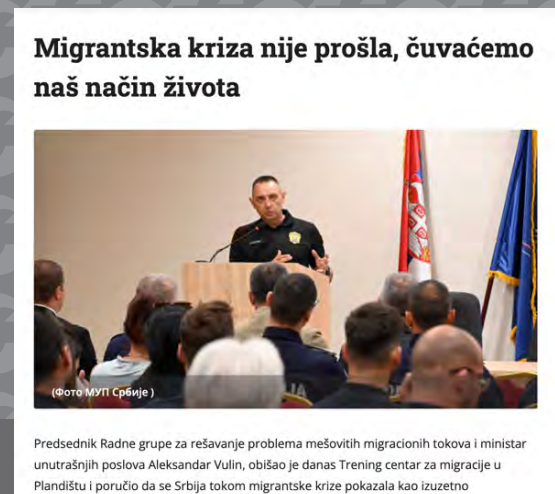 Migrantska kriza nije prošla, čuvaćemo
naš način života
(Фото МУП Србије )
Predsednik Radne grupe za rešavanje problema mešovitih migracionih tokova i ministar
unutrašnjih poslova Aleksandar Vulin, obišao je danas Trening centar za migracije u
Plandištu i poručio da se Srbija tokom migrantske krize pokazala kao izuzetno